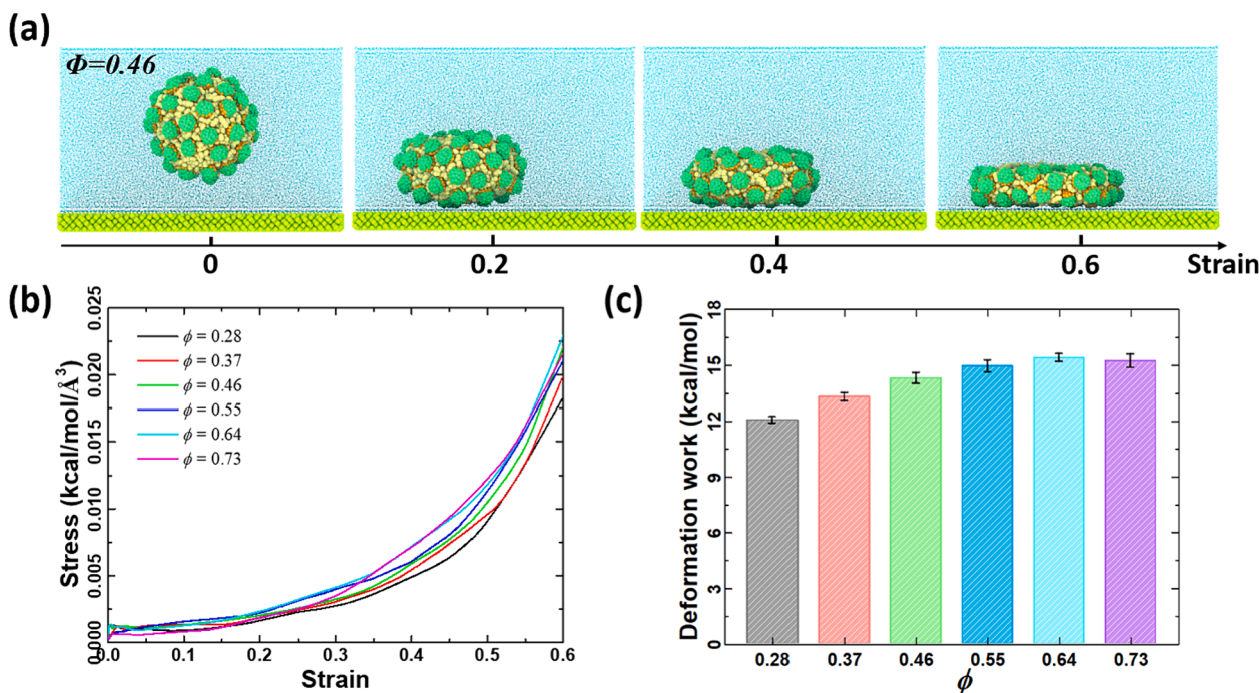 (a)
Φ=0.46
0 0.2 0.4 0.6 Strain
(b)
0.025
0.020
0.015
0.010
0.005
0.000
Stress (kcal/mol/Å³)
ϕ = 0.28
ϕ = 0.37
ϕ = 0.46
ϕ = 0.55
ϕ = 0.64
ϕ = 0.73
0.0 0.1 0.2 0.3 0.4 0.5 0.6
Strain
(c)
18
15
12
9
6
3
0
Deformation work (kcal/mol)
0.28 0.37 0.46 0.55 0.64 0.73
ϕ